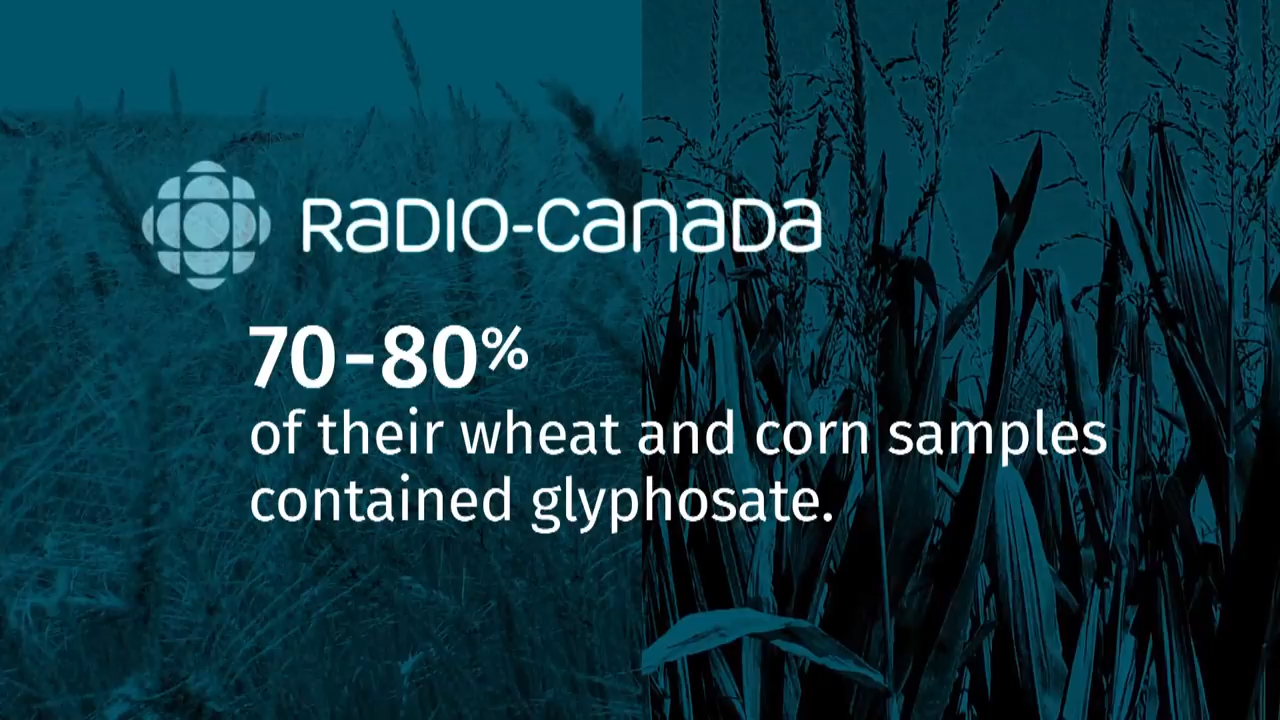 RADIO-CANADA
70-80%
of their wheat and corn samples
contained glyphosate.